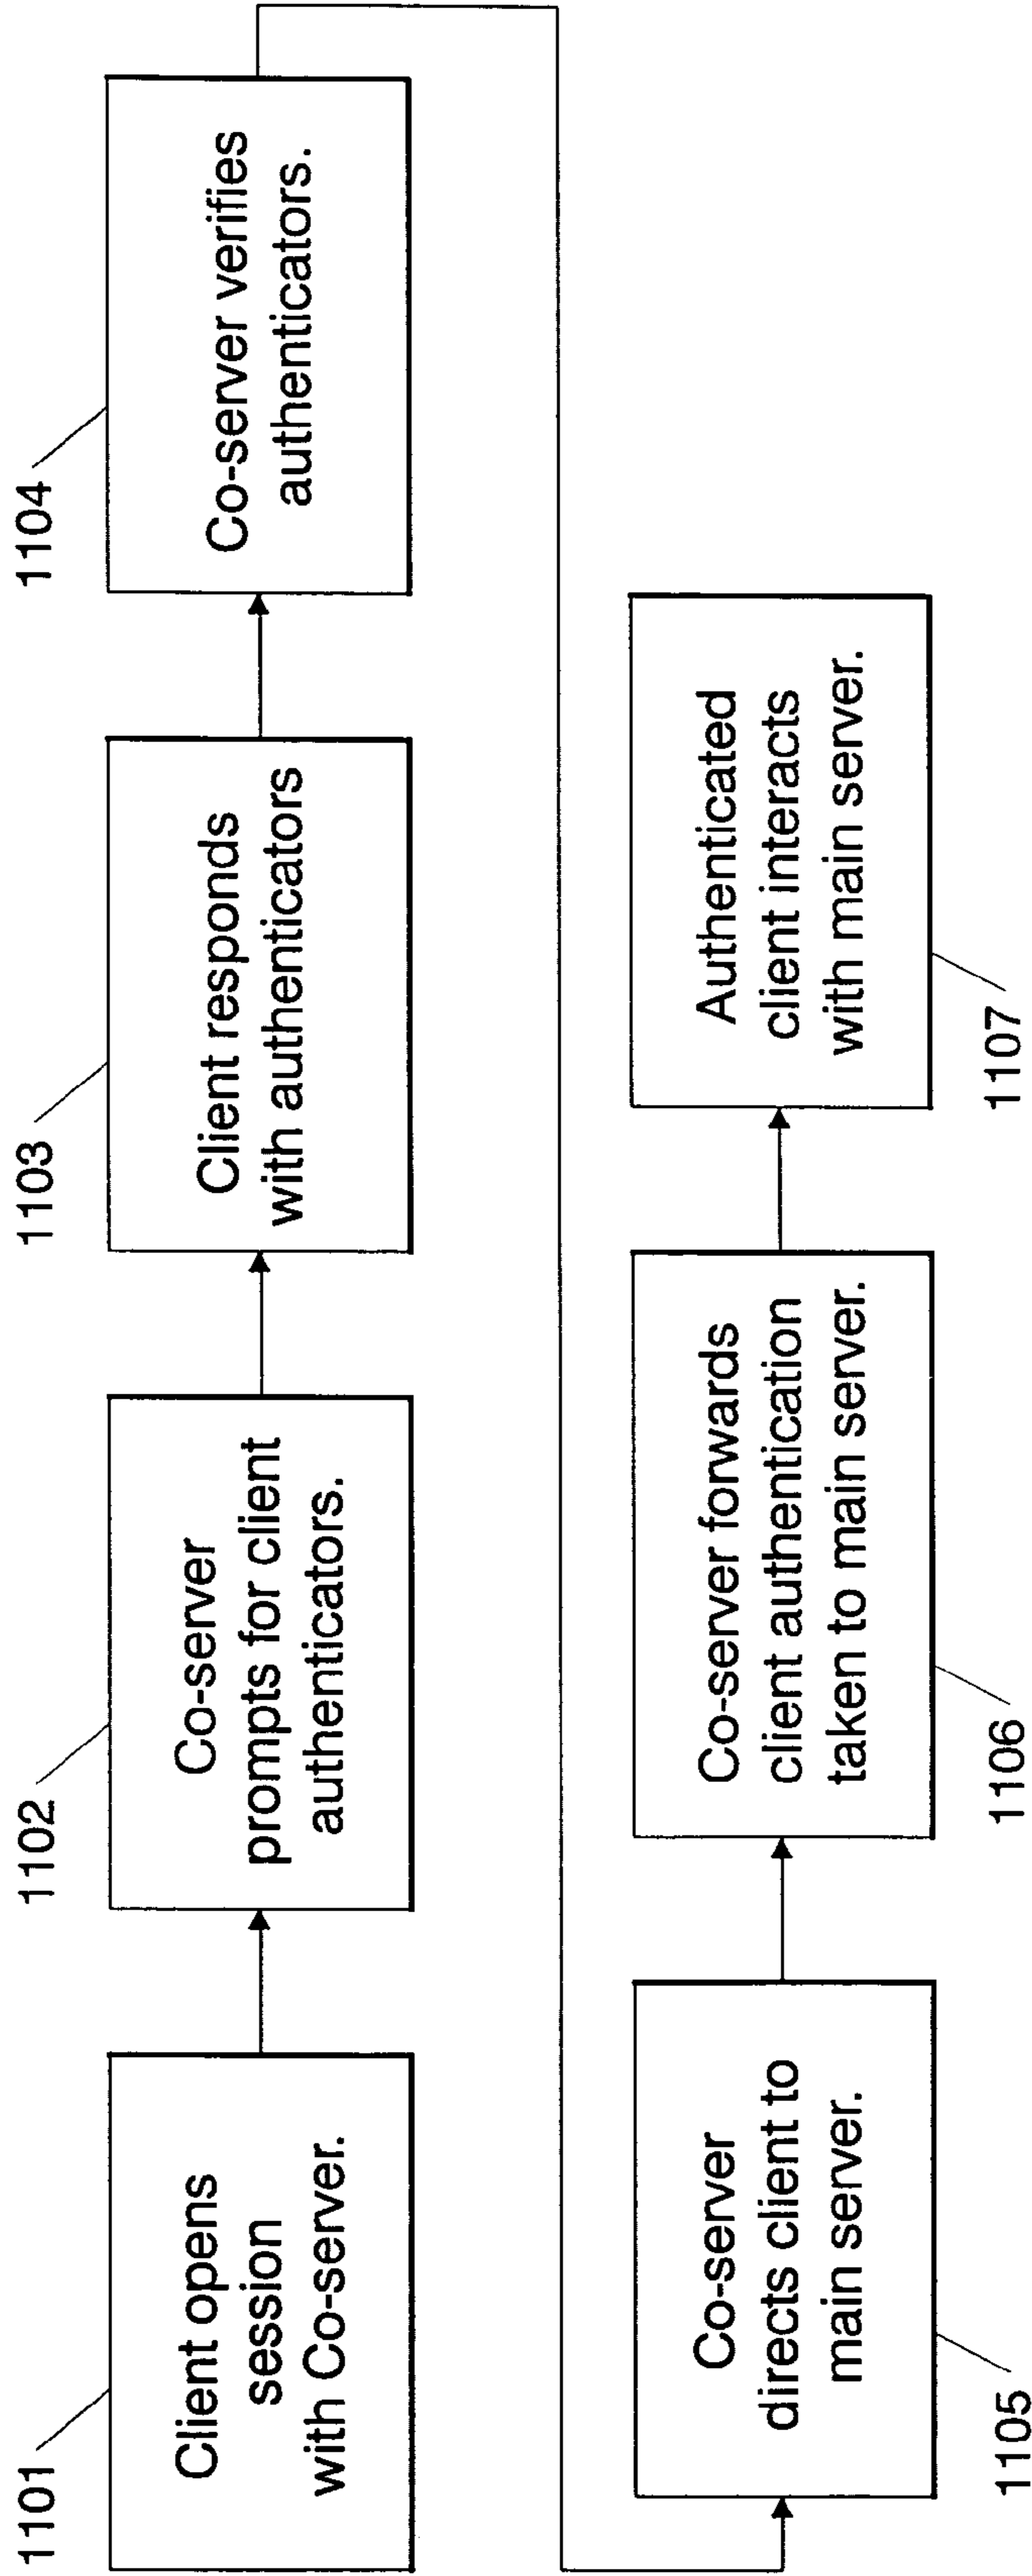 1101
Client opens
session
with Co-server.
1102
Co-server
prompts for client
authenticators.
1103
Client responds
with authenticators
1104
Co-server verifies
authenticators.
1105
Co-server
directs client to
main server.
1106
Co-server forwards
client authentication
taken to main server.
1107
Authenticated
client interacts
with main server.